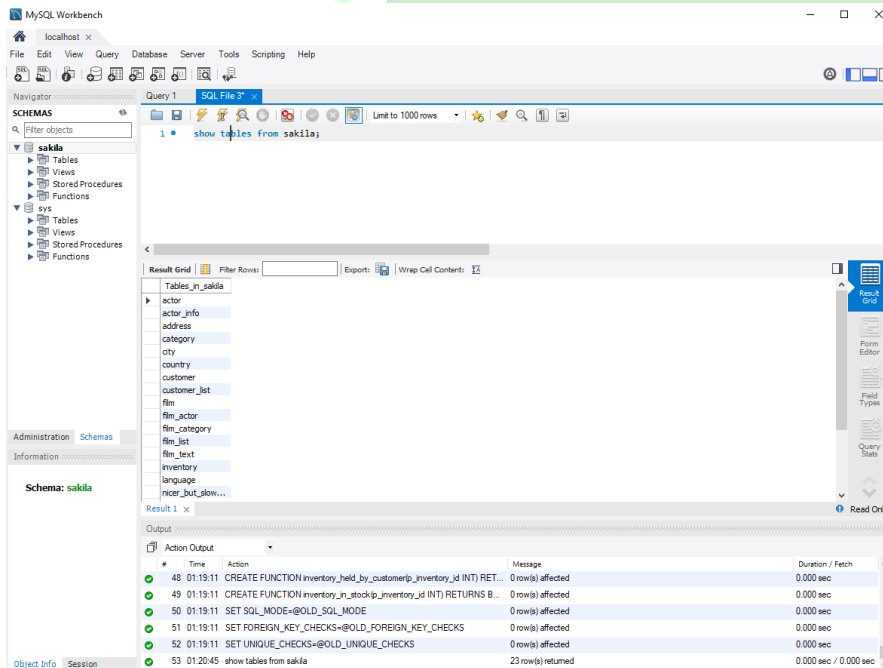 MySQL Workbench
localhost
File Edit View Query Database Server Tools Scripting Help
Navigator
Query 1
SQL File 3*
SCHEMAS
Filter objects
Limit to 1000 rows
1
show tables from sakila;
sakila
Tables
Views
Stored Procedures
Functions
sys
Tables
Views
Stored Procedures
Functions
Result Grid
Filter Rows:
Export:
Wrap Cell Content:
Tables_in_sakila
actor
actor_info
address
category
city
country
customer
customer_list
film
film_actor
film_category
film_list
film_text
inventory
language
nicer_but_slow...
Result Grid
Form Editor
Field Types
Query Stats
Administration Schemas
Information
Schema: sakila
Result 1
Read Onl
Output
Action Output
# Time Action Message Duration / Fetch
48 01:19:11 CREATE FUNCTION inventory_held_by_customer(p_inventory_id INT) RET... 0 row(s) affected 0.000 sec
49 01:19:11 CREATE FUNCTION inventory_in_stock(p_inventory_id INT) RETURNS B... 0 row(s) affected 0.000 sec
50 01:19:11 SET SQL_MODE=@OLD_SQL_MODE 0 row(s) affected 0.000 sec
51 01:19:11 SET FOREIGN_KEY_CHECKS=@OLD_FOREIGN_KEY_CHECKS 0 row(s) affected 0.000 sec
52 01:19:11 SET UNIQUE_CHECKS=@OLD_UNIQUE_CHECKS 0 row(s) affected 0.000 sec
53 01:20:45 show tables from sakila 23 row(s) returned 0.000 sec / 0.000 sec
Object Info Session